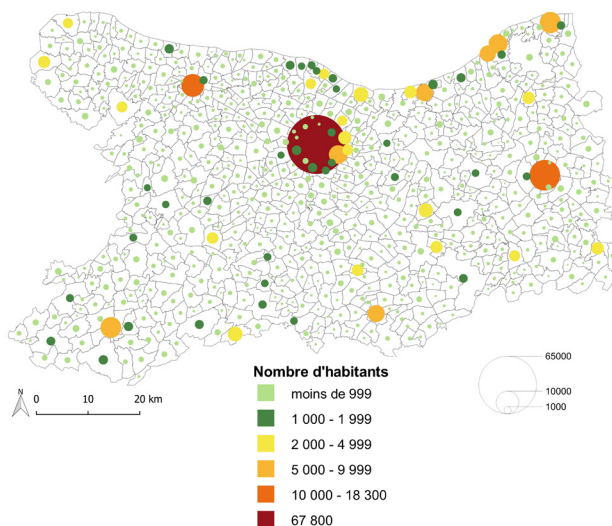 N
0 10 20 km
Nombre d'habitants
moins de 999
1 000 - 1 999
2 000 - 4 999
5 000 - 9 999
10 000 - 18 300
67 800
65000
10000
1000